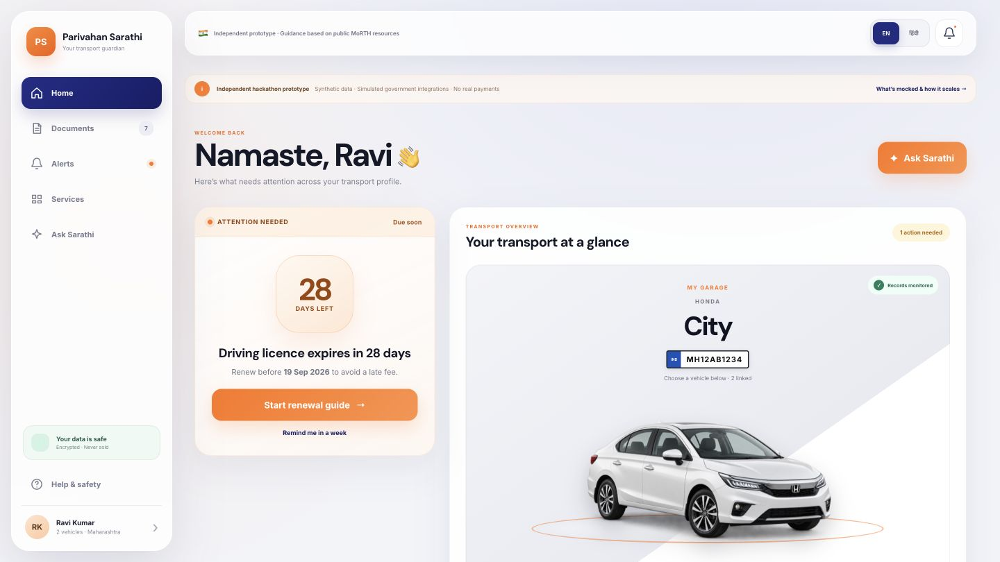 PS
Parivahan Sarathi
Your transport guardian
Home
Documents
7
Alerts
Services
Ask Sarathi
Your data is safe
Encrypted · Never sold
Help & safety
RK
Ravi Kumar
2 vehicles · Maharashtra
Independent prototype · Guidance based on public MoRTH resources
EN
हिंदी
i
Independent hackathon prototype Synthetic data · Simulated government integrations · No real payments
What's mocked & how it scales →
WELCOME BACK
Namaste, Ravi 👋
Here's what needs attention across your transport profile.
✦ Ask Sarathi
ATTENTION NEEDED
Due soon
28
DAYS LEFT
Driving licence expires in 28 days
Renew before 19 Sep 2026 to avoid a late fee.
Start renewal guide →
Remind me in a week
TRANSPORT OVERVIEW
Your transport at a glance
1 action needed
✓ Records monitored
MY GARAGE
HONDA
City
IND MH12AB1234
Choose a vehicle below · 2 linked